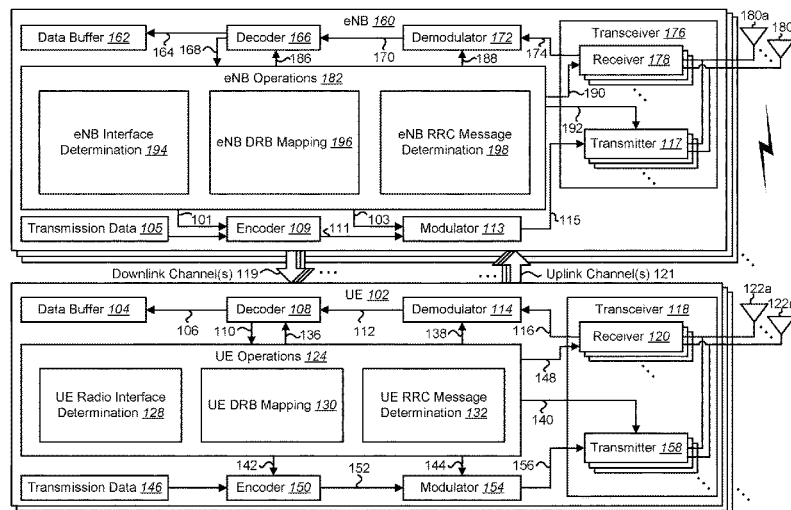 eNB 160
180a
180n
Data Buffer 162
164
168
Decoder 166
186
170
Demodulator 172
188
174
Transceiver 176
Receiver 178
eNB Operations 182
190
192
eNB Interface Determination 194
eNB DRB Mapping 196
eNB RRC Message Determination 198
Transmitter 117
101
103
115
Transmission Data 105
Encoder 109
111
Modulator 113
Downlink Channel(s) 119
Uplink Channel(s) 121
UE 102
122a
Data Buffer 104
106
110
Decoder 108
136
112
Demodulator 114
138
116
Transceiver 118
Receiver 120
UE Operations 124
148
140
UE Radio Interface Determination 128
UE DRB Mapping 130
UE RRC Message Determination 132
Transmitter 158
142
144
156
Transmission Data 146
Encoder 150
152
Modulator 154